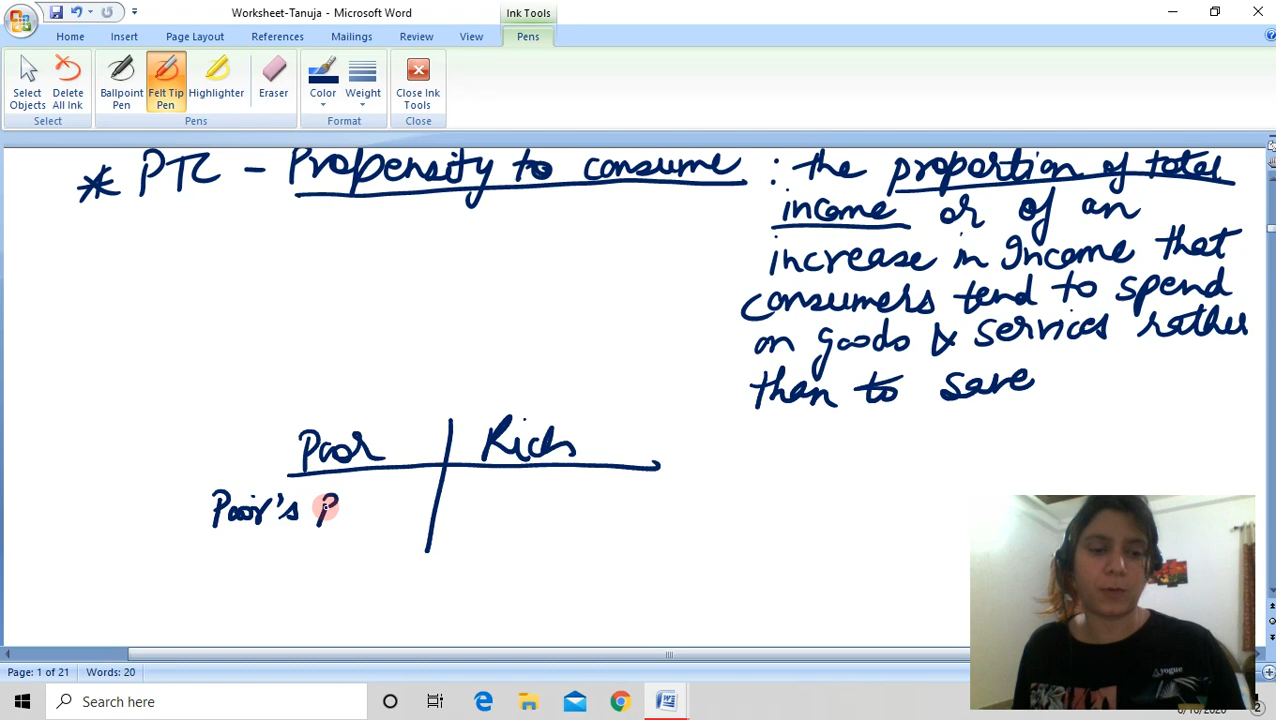 Worksheet-Tanuja - Microsoft Word
Ink Tools
Home Insert Page Layout References Mailings Review View Pens
Select Objects
Delete All Ink
Ballpoint Pen
Felt Tip Pen
Highlighter
Eraser
Color
Weight
Close Ink Tools
Select Pens Format Close
* PTC - Propensity to consume : the proportion of total
income or of an
increase in Income that
consumers tend to spend
on goods & services rather
than to save
Poor Rich
Poor's P
yogue
Page: 1 of 21 Words: 20
Type here to search